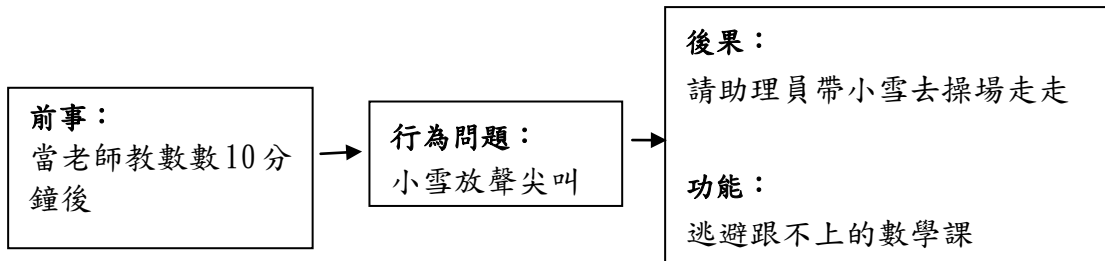 前事：
當老師教數數10分
鐘後
行為問題：
小雪放聲尖叫
後果：
請助理員帶小雪去操場走走
功能：
逃避跟不上的數學課